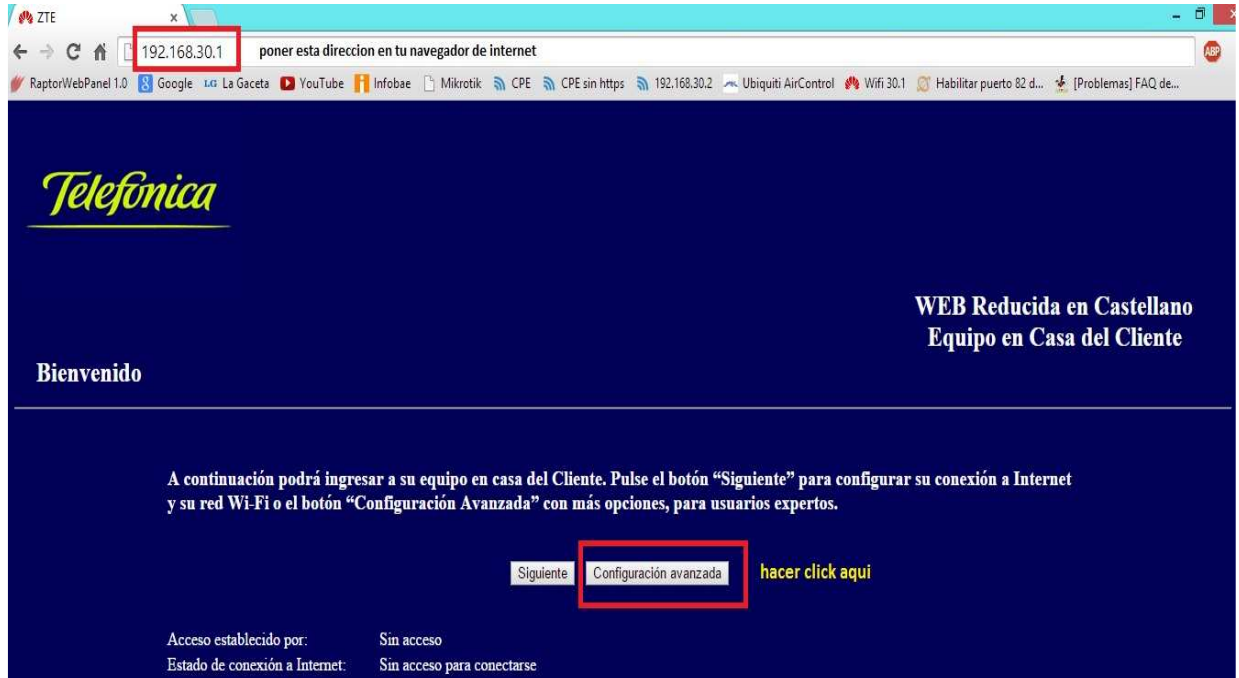 ZTE
192.168.30.1 poner esta direccion en tu navegador de internet
ABP
RaptorWebPanel 1.0 Google LG La Gaceta YouTube Infobae Mikrotik CPE CPE sin https 192.168.30.2 Ubiquiti AirControl Wifi 30.1 Habilitar puerto 82 d... [Problemas] FAQ de...
Telefónica
WEB Reducida en Castellano
Equipo en Casa del Cliente
Bienvenido
A continuación podrá ingresar a su equipo en casa del Cliente. Pulse el botón “Siguiente” para configurar su conexión a Internet
y su red Wi-Fi o el botón “Configuración Avanzada” con más opciones, para usuarios expertos.
Siguiente Configuración avanzada hacer click aqui
Acceso establecido por: Sin acceso
Estado de conexión a Internet: Sin acceso para conectarse